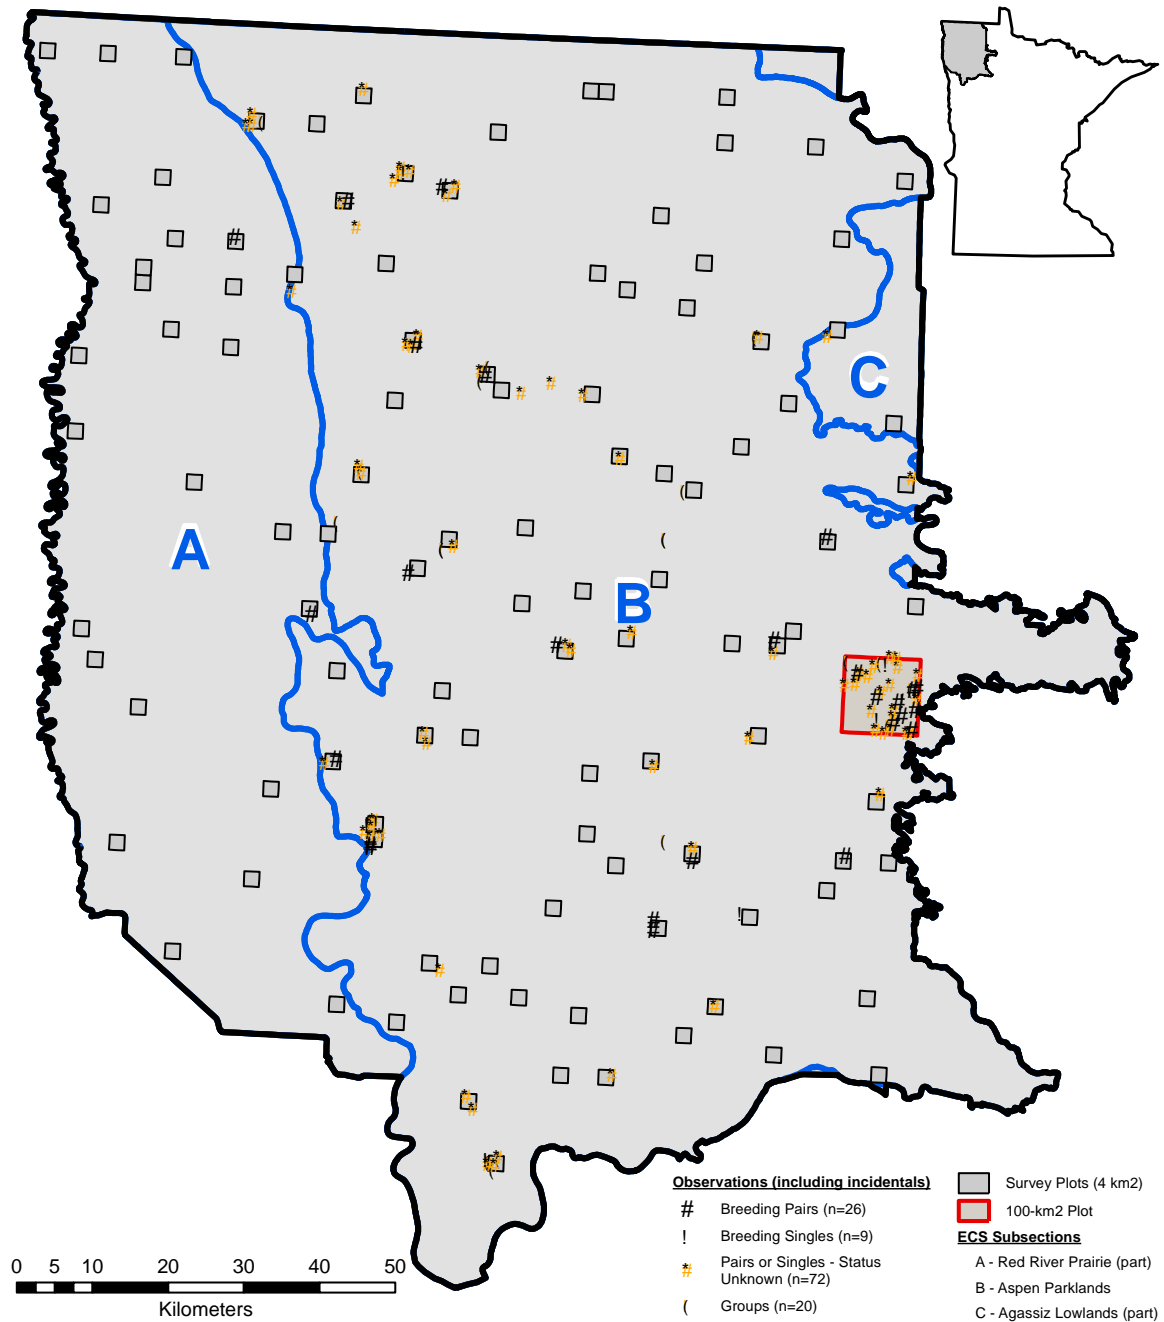 A
B
C
Observations (including incidentals)
# Breeding Pairs (n=26)
! Breeding Singles (n=9)
Pairs or Singles - Status
Unknown (n=72)
( Groups (n=20)
Survey Plots (4 km2)
100-km2 Plot
ECS Subsections
A - Red River Prairie (part)
B - Aspen Parklands
C - Agassiz Lowlands (part)
0 5 10 20 30 40 50
Kilometers